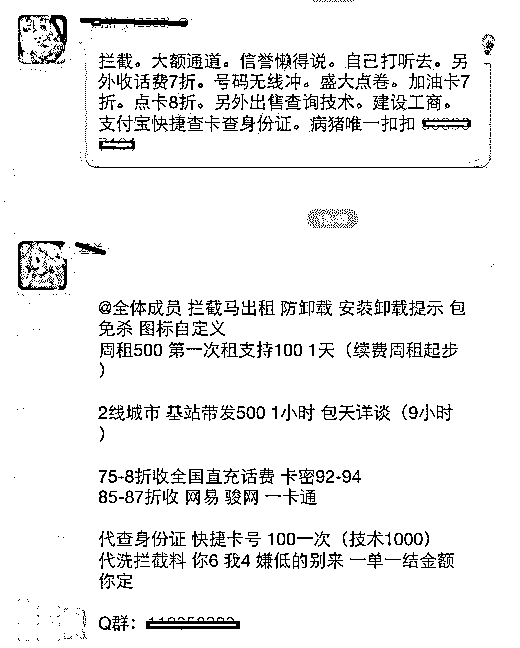 拦截。大额通道。信誉懒得说。自己打听去。另
外收话费7折。号码无线冲。盛大点卷。加油卡7
折。点卡8折。另外出售查询技术。建设工商。
支付宝快捷查卡查身份证。病猪唯一扣扣
@全体成员 拦截马出租 防卸载 安装卸载提示 包
免杀 图标自定义
周租500 第一次租支持100 1天（续费周租起步
）
2线城市 基站带发500 1小时 包天详谈（9小时
）
75-8折收全国直充话费 卡密92-94
85-87折收 网易 骏网 一卡通
代查身份证 快捷卡号 100一次（技术1000）
代洗拦截料 你6 我4 嫌低的别来 一单一结金额
你定
Q群：